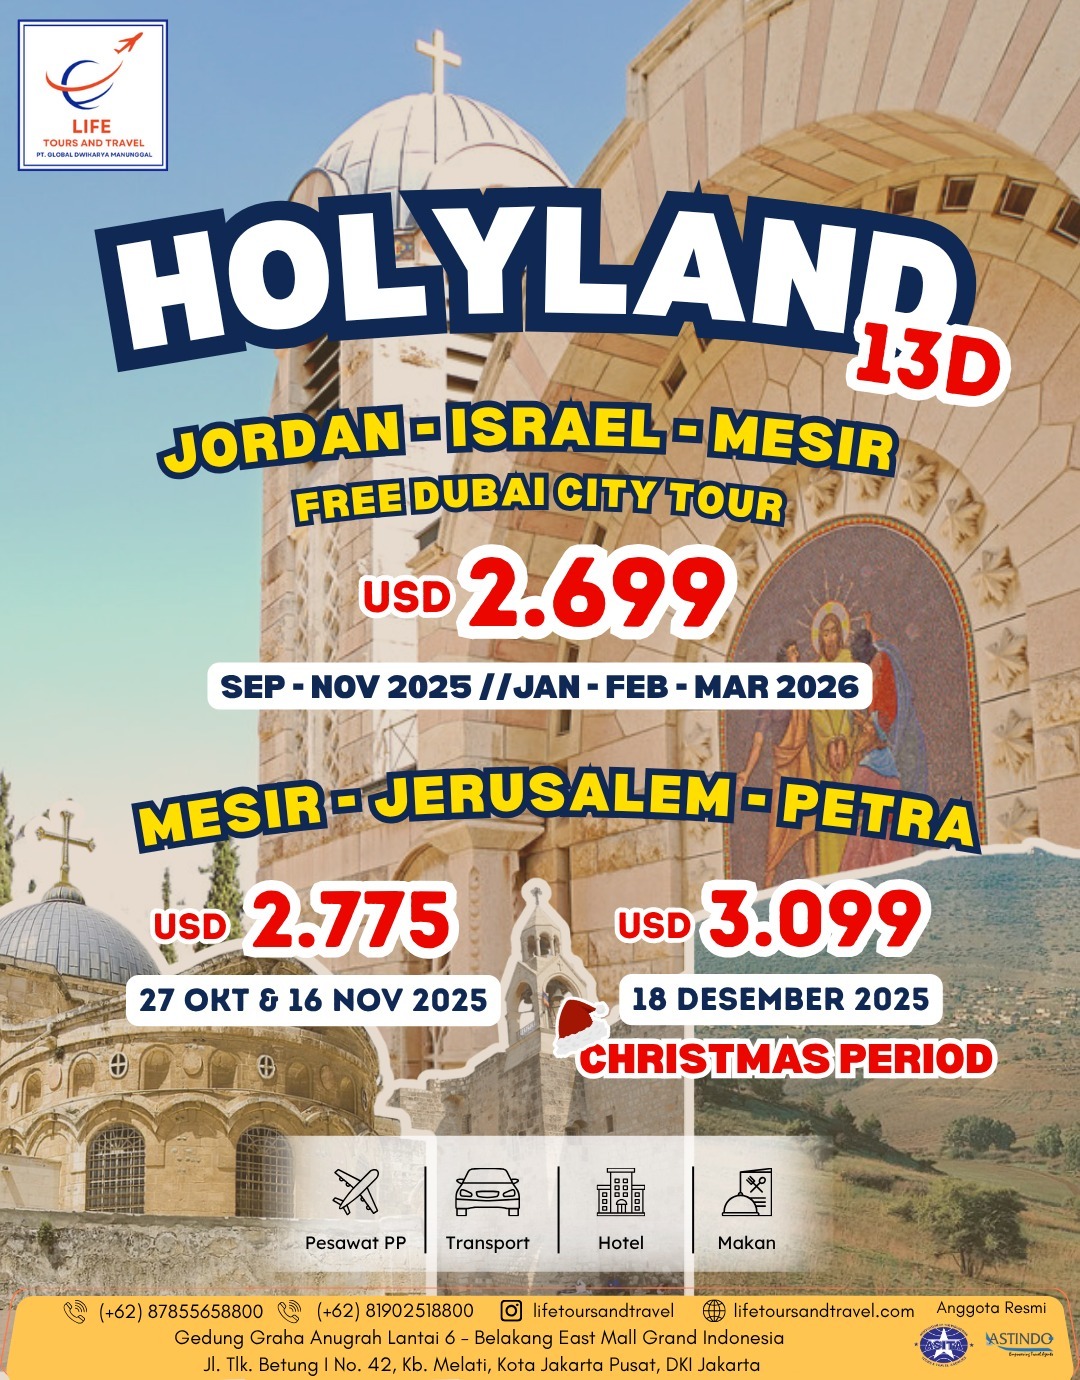 LIFE
TOURS AND TRAVEL
PT. GLOBAL DWIKARYA MANUNGGAL
HOLYLAND
13D
JORDAN - ISRAEL - MESIR
FREE DUBAI CITY TOUR
USD 2.699
SEP - NOV 2025 //JAN - FEB - MAR 2026
MESIR - JERUSALEM - PETRA
USD 2.775
27 OKT & 16 NOV 2025
USD 3.099
18 DESEMBER 2025
CHRISTMAS PERIOD
Pesawat PP
Transport
Hotel
Makan
(+62) 87855658800 (+62) 81902518800 lifetoursandtravel lifetoursandtravel.com
Gedung Graha Anugrah Lantai 6 - Belakang East Mall Grand Indonesia
Jl. Tlk. Betung I No. 42, Kb. Melati, Kota Jakarta Pusat, DKI Jakarta
Anggota Resmi
ASITA
ASTINDO